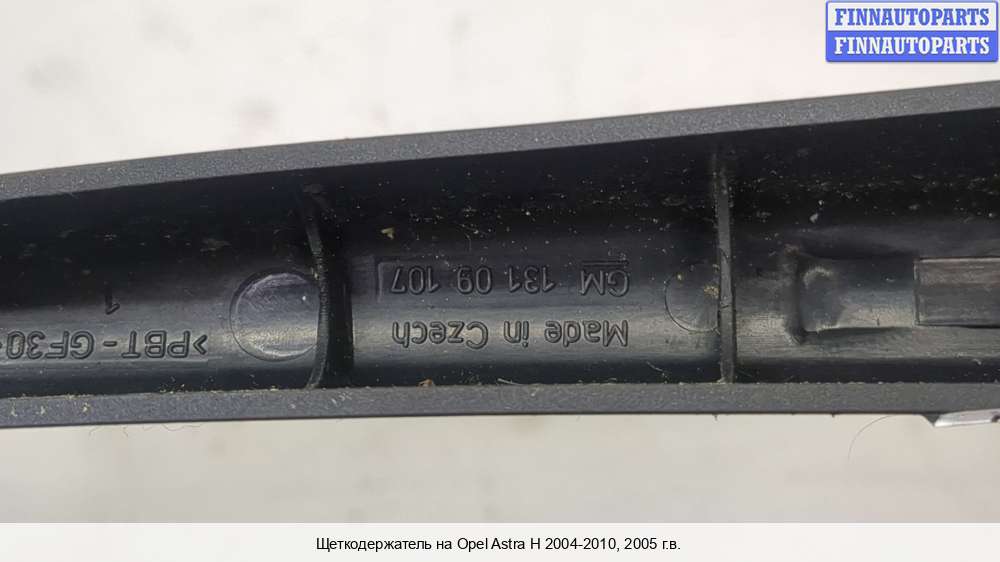 FINNAUTOPARTS
FINNAUTOPARTS
GM 131 09 107
Made in Czech
1
>PBT - GF30<
Щеткодержатель на Opel Astra H 2004-2010, 2005 г.в.